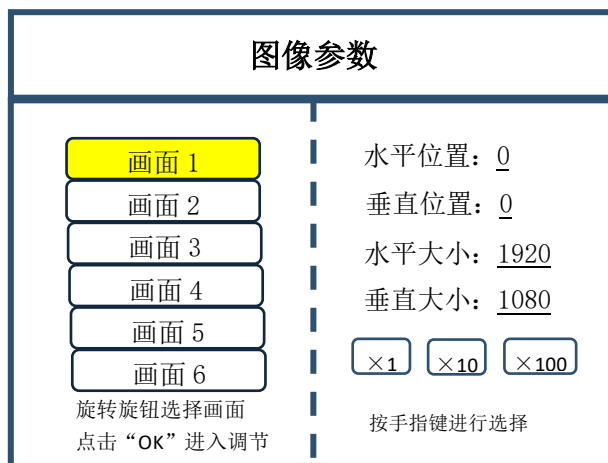 图像参数
画面 1
画面 2
画面 3
画面 4
画面 5
画面 6
旋转旋钮选择画面
点击“OK”进入调节
水平位置：0
垂直位置：0
水平大小：1920
垂直大小：1080
×1 ×10 ×100
按手指键进行选择